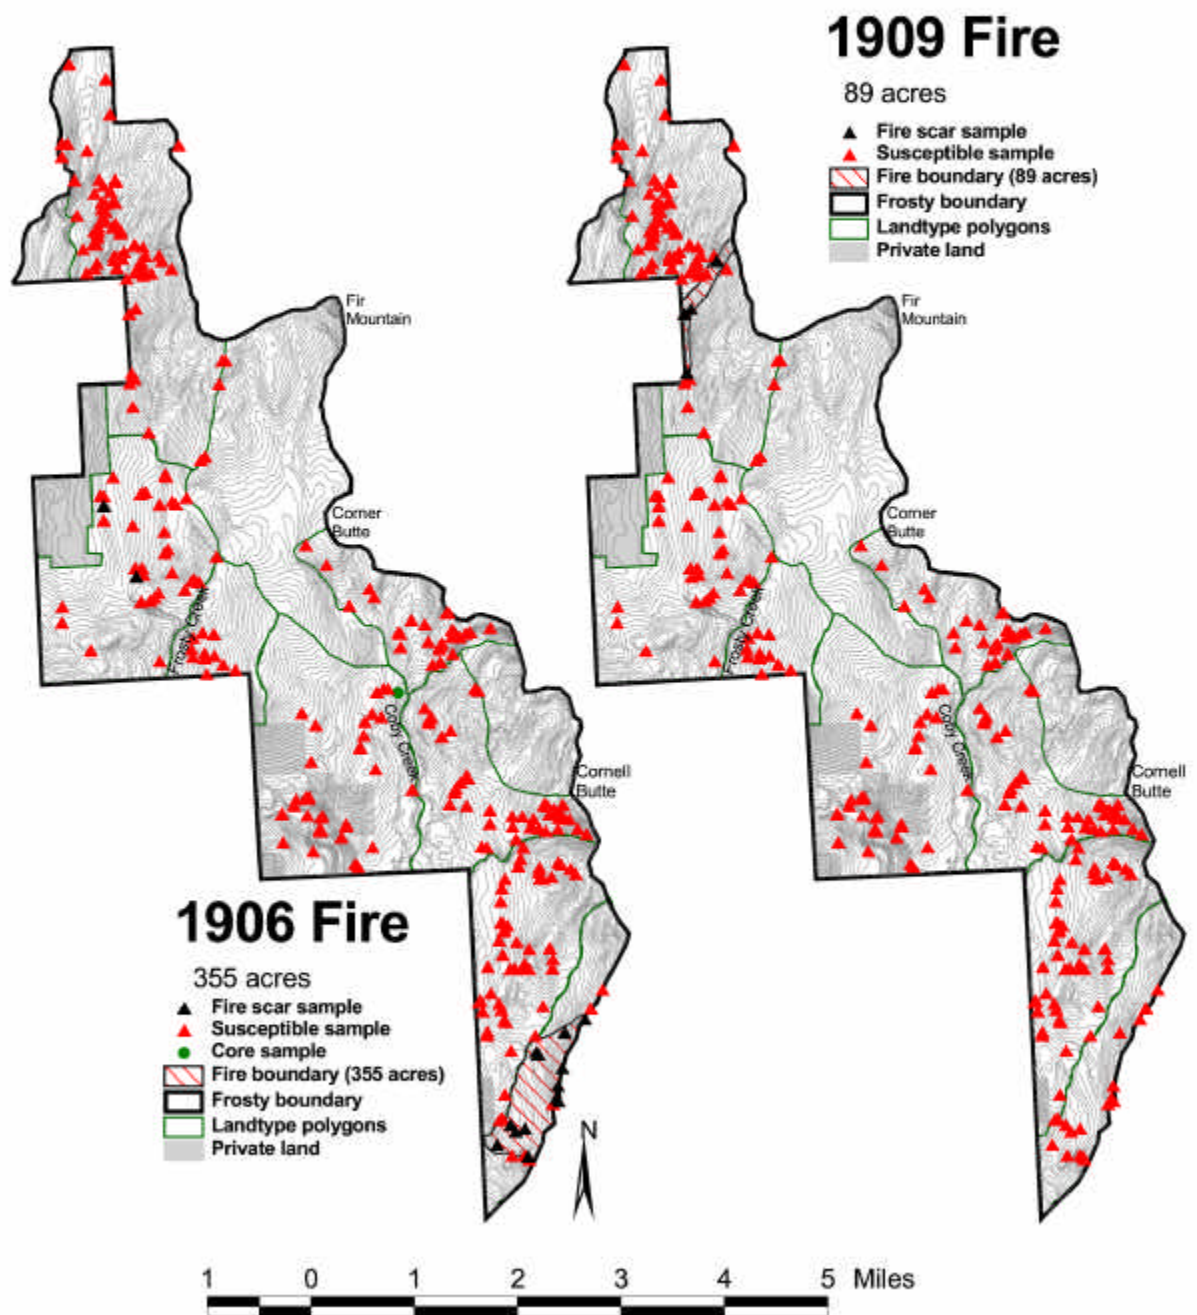 1909 Fire
89 acres
Fire scar sample
Susceptible sample
Fire boundary (89 acres)
Frosty boundary
Landtype polygons
Private land
Fir
Mountain
Fir
Mountain
Corner
Butte
Corner
Butte
Frosty Creek
Frosty Creek
Coby Creek
Coby Creek
Cornell
Butte
Cornell
Butte
1906 Fire
355 acres
Fire scar sample
Susceptible sample
Core sample
Fire boundary (355 acres)
Frosty boundary
Landtype polygons
Private land
N
1 0 1 2 3 4 5 Miles